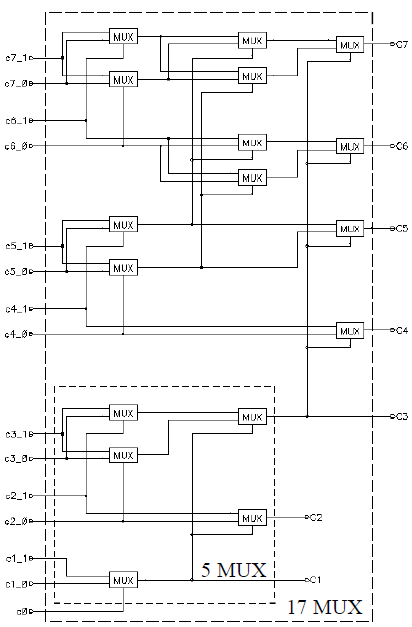 MUX MUX MUX C7
c7_1
MUX MUX
c7_0
c6_1
MUX MUX C6
c6_0
MUX
MUX MUX C5
c5_1
c5_0 MUX
c4_1
MUX C4
c4_0
MUX MUX C3
c3_1
c3_0 MUX
c2_1
MUX C2
c2_0
c1_1
5 MUX
c1_0 MUX C1
c0 17 MUX